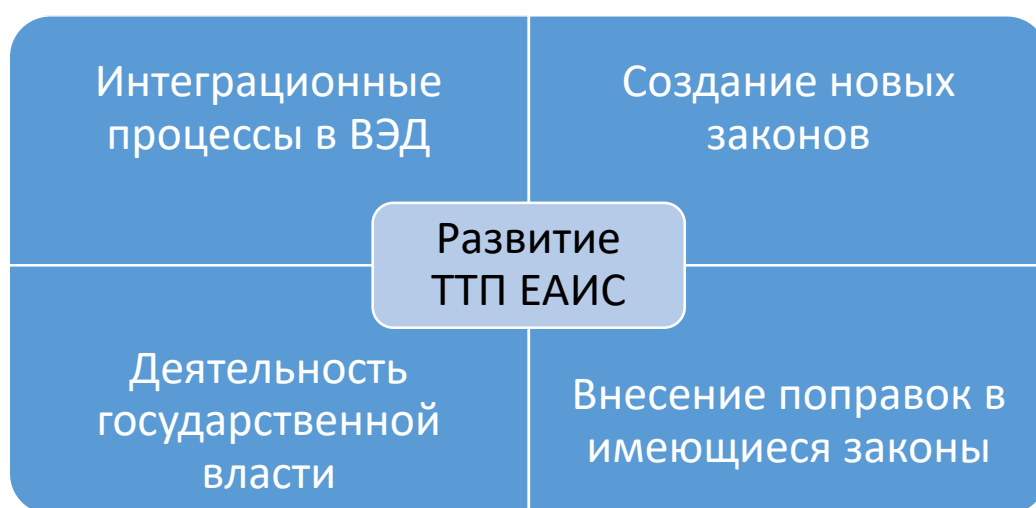 Интеграционные
процессы в ВЭД
Создание новых
законов
Развитие
ТТП ЕАИС
Деятельность
государственной
власти
Внесение поправок в
имеющиеся законы